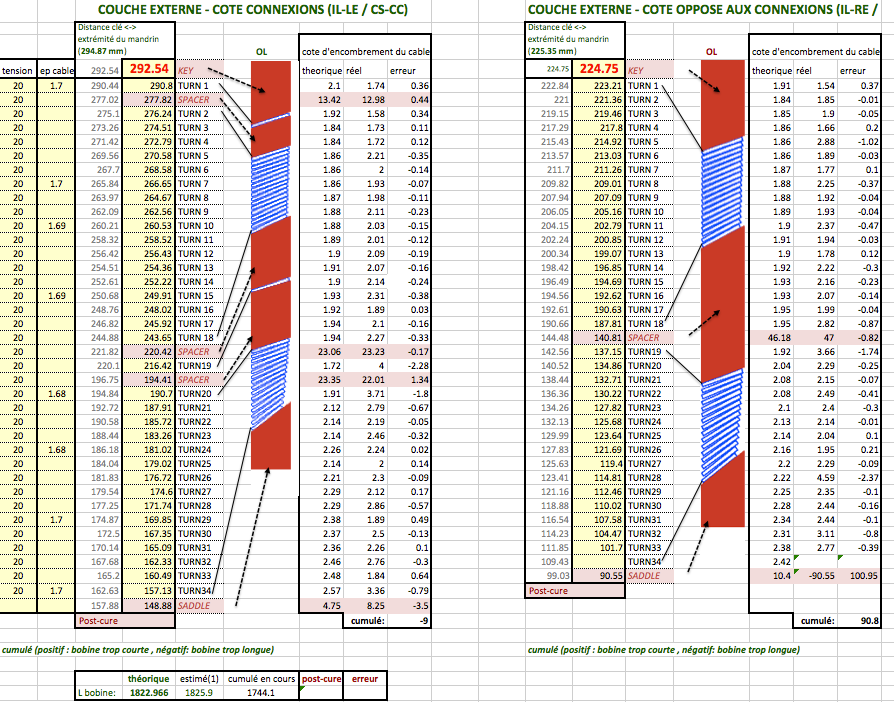 COUCHE EXTERNE - COTE CONNEXIONS (IL-LE / CS-CC)
COUCHE EXTERNE - COTE OPPOSE AUX CONNEXIONS (IL-RE /
Distance clé <->
extrémité du mandrin
(294.87 mm)
OL
cote d'encombrement du cable
tension ep cable 292.54 292.54 KEY theorique réel erreur
20 1.7 290.44 290.8 TURN 1 2.1 1.74 0.36
20 277.02 277.82 SPACER 13.42 12.98 0.44
20 275.1 276.24 TURN 2 1.92 1.58 0.34
20 273.26 274.51 TURN 3 1.84 1.73 0.11
20 271.42 272.79 TURN 4 1.84 1.72 0.12
20 269.56 270.58 TURN 5 1.86 2.21 -0.35
20 267.7 268.58 TURN 6 1.86 2 -0.14
20 1.7 265.84 266.65 TURN 7 1.86 1.93 -0.07
20 263.97 264.67 TURN 8 1.87 1.98 -0.11
20 262.09 262.56 TURN 9 1.88 2.11 -0.23
20 1.69 260.21 260.53 TURN 10 1.88 2.03 -0.15
20 258.32 258.52 TURN 11 1.89 2.01 -0.12
20 256.42 256.43 TURN 12 1.9 2.09 -0.19
20 254.51 254.36 TURN 13 1.91 2.07 -0.16
20 252.61 252.22 TURN 14 1.9 2.14 -0.24
20 1.69 250.68 249.91 TURN 15 1.93 2.31 -0.38
20 248.76 248.02 TURN 16 1.92 1.89 0.03
20 246.82 245.92 TURN 17 1.94 2.1 -0.16
20 244.88 243.65 TURN 18 1.94 2.27 -0.33
20 221.82 220.42 SPACER 23.06 23.23 -0.17
20 220.1 216.42 TURN19 1.72 4 -2.28
20 196.75 194.41 SPACER 23.35 22.01 1.34
20 1.68 194.84 190.7 TURN20 1.91 3.71 -1.8
20 192.72 187.91 TURN21 2.12 2.79 -0.67
20 190.58 185.72 TURN22 2.14 2.19 -0.05
20 188.44 183.26 TURN23 2.14 2.46 -0.32
20 1.68 186.18 181.02 TURN24 2.26 2.24 0.02
20 184.04 179.02 TURN25 2.14 2 0.14
20 181.83 176.72 TURN26 2.21 2.3 -0.09
20 179.54 174.6 TURN27 2.29 2.12 0.17
20 177.25 171.74 TURN28 2.29 2.86 -0.57
20 1.7 174.87 169.85 TURN29 2.38 1.89 0.49
20 172.5 167.35 TURN30 2.37 2.5 -0.13
20 170.14 165.09 TURN31 2.36 2.26 0.1
20 167.68 162.33 TURN32 2.46 2.76 -0.3
20 165.2 160.49 TURN33 2.48 1.84 0.64
20 1.7 162.63 157.13 TURN34 2.57 3.36 -0.79
157.88 148.88 SADDLE 4.75 8.25 -3.5
Post-cure cumulé: -9
Distance clé <->
extrémité du mandrin
(225.35 mm)
OL
cote d'encombrement du cable
224.75 224.75 KEY theorique réel erreur
222.84 223.21 TURN 1 1.91 1.54 0.37
221 221.36 TURN 2 1.84 1.85 -0.01
219.15 219.46 TURN 3 1.85 1.9 -0.05
217.29 217.8 TURN 4 1.86 1.66 0.2
215.43 214.92 TURN 5 1.86 2.88 -1.02
213.57 213.03 TURN 6 1.86 1.89 -0.03
211.7 211.26 TURN 7 1.87 1.77 0.1
209.82 209.01 TURN 8 1.88 2.25 -0.37
207.94 207.09 TURN 9 1.88 1.92 -0.04
206.05 205.16 TURN 10 1.89 1.93 -0.04
204.15 202.79 TURN 11 1.9 2.37 -0.47
202.24 200.85 TURN 12 1.91 1.94 -0.03
200.34 199.07 TURN 13 1.9 1.78 0.12
198.42 196.85 TURN 14 1.92 2.22 -0.3
196.49 194.69 TURN 15 1.93 2.16 -0.23
194.56 192.62 TURN 16 1.93 2.07 -0.14
192.61 190.63 TURN 17 1.95 1.99 -0.04
190.66 187.81 TURN 18 1.95 2.82 -0.87
144.48 140.81 SPACER 46.18 47 -0.82
142.56 137.15 TURN19 1.92 3.66 -1.74
140.52 134.86 TURN20 2.04 2.29 -0.25
138.44 132.71 TURN21 2.08 2.15 -0.07
136.36 130.22 TURN22 2.08 2.49 -0.41
134.26 127.82 TURN23 2.1 2.4 -0.3
132.13 125.68 TURN24 2.13 2.14 -0.01
129.99 123.64 TURN25 2.14 2.04 0.1
127.83 121.69 TURN26 2.16 1.95 0.21
125.63 119.4 TURN27 2.2 2.29 -0.09
123.41 114.81 TURN28 2.22 4.59 -2.37
121.16 112.46 TURN29 2.25 2.35 -0.1
118.88 110.02 TURN30 2.28 2.44 -0.16
116.54 107.58 TURN31 2.34 2.44 -0.1
114.23 104.47 TURN32 2.31 3.11 -0.8
111.85 101.7 TURN33 2.38 2.77 -0.39
109.43 TURN34 2.42
99.03 90.55 SADDLE 10.4 -90.55 100.95
Post-cure
cumulé: 90.8
cumulé (positif : bobine trop courte , négatif: bobine trop longue)
cumulé (positif : bobine trop courte , négatif: bobine trop longue)
théorique estimé(1) cumulé en cours post-cure erreur
L bobine: 1822.966 1825.9 1744.1